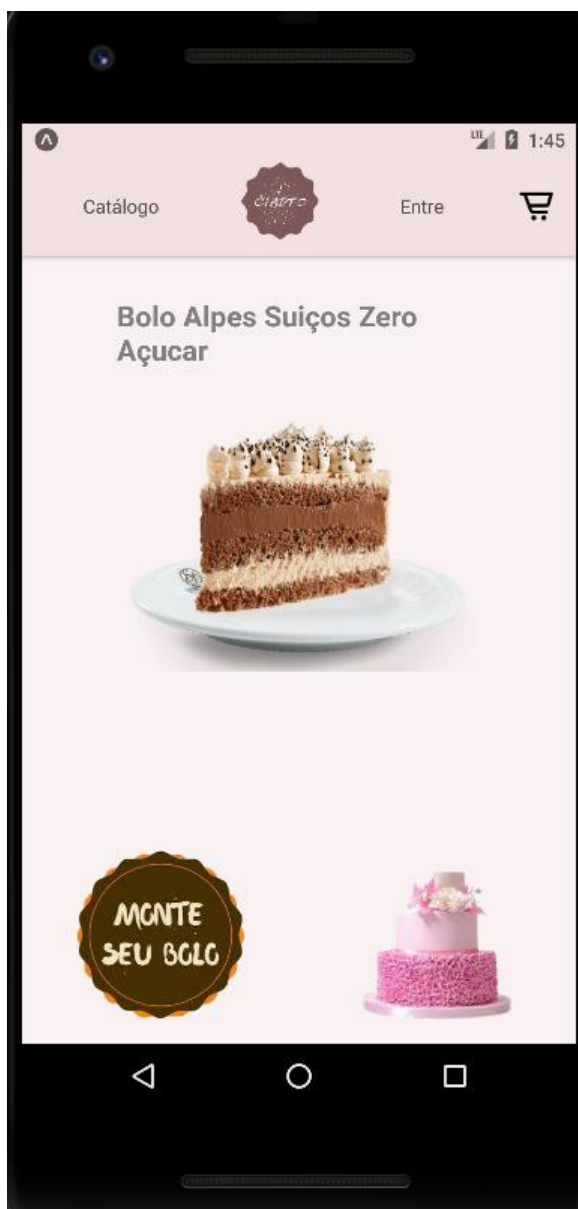 1:45
Catálogo
Entre
Bolo Alpes Suiços Zero
Açucar
MONTE
SEU BOLO